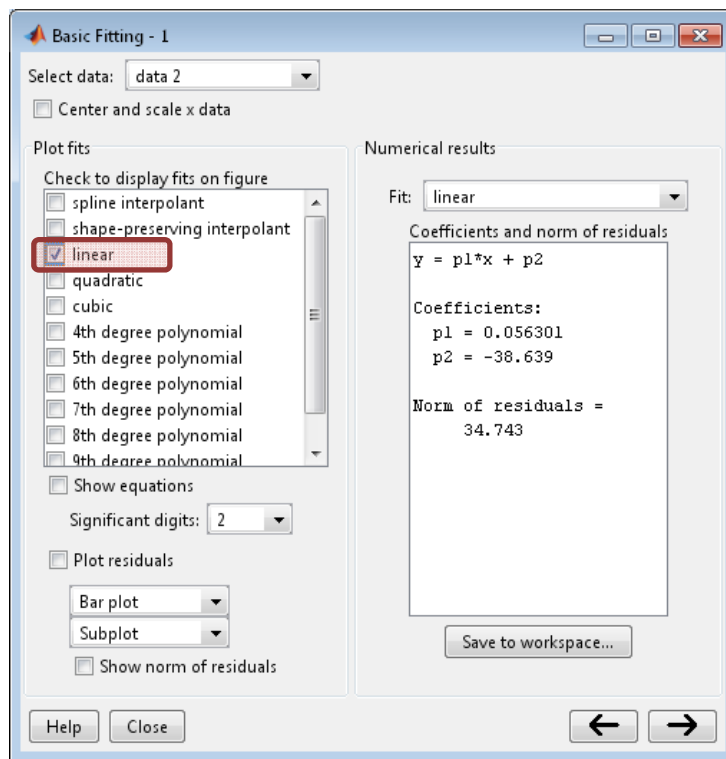 Basic Fitting - 1
Select data: data 2
Center and scale x data
Plot fits
Check to display fits on figure
spline interpolant
shape-preserving interpolant
linear
quadratic
cubic
4th degree polynomial
5th degree polynomial
6th degree polynomial
7th degree polynomial
8th degree polynomial
9th degree polynomial
Show equations
Significant digits: 2
Plot residuals
Bar plot
Subplot
Show norm of residuals
Numerical results
Fit: linear
Coefficients and norm of residuals
y = p1*x + p2
Coefficients:
p1 = 0.056301
p2 = -38.639
Norm of residuals =
34.743
Save to workspace...
Help Close